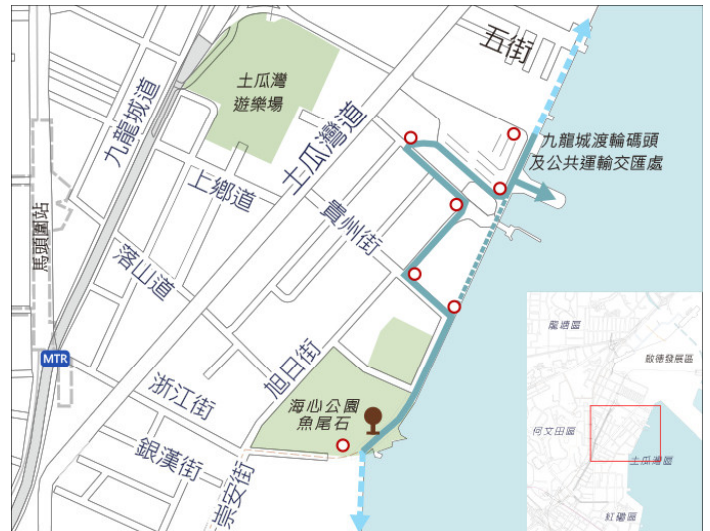 五街
土瓜灣
遊樂場
九龍城道
土瓜灣道
九龍城渡輪碼頭
及公共運輸交匯處
上鄉道
貴州街
馬頭圍站
落山道
MTR
旭日街
浙江街
海心公園
魚尾石
銀漢街
崇安街
龍塘區
啟德發展區
何文田區
土瓜灣區
紅磡區